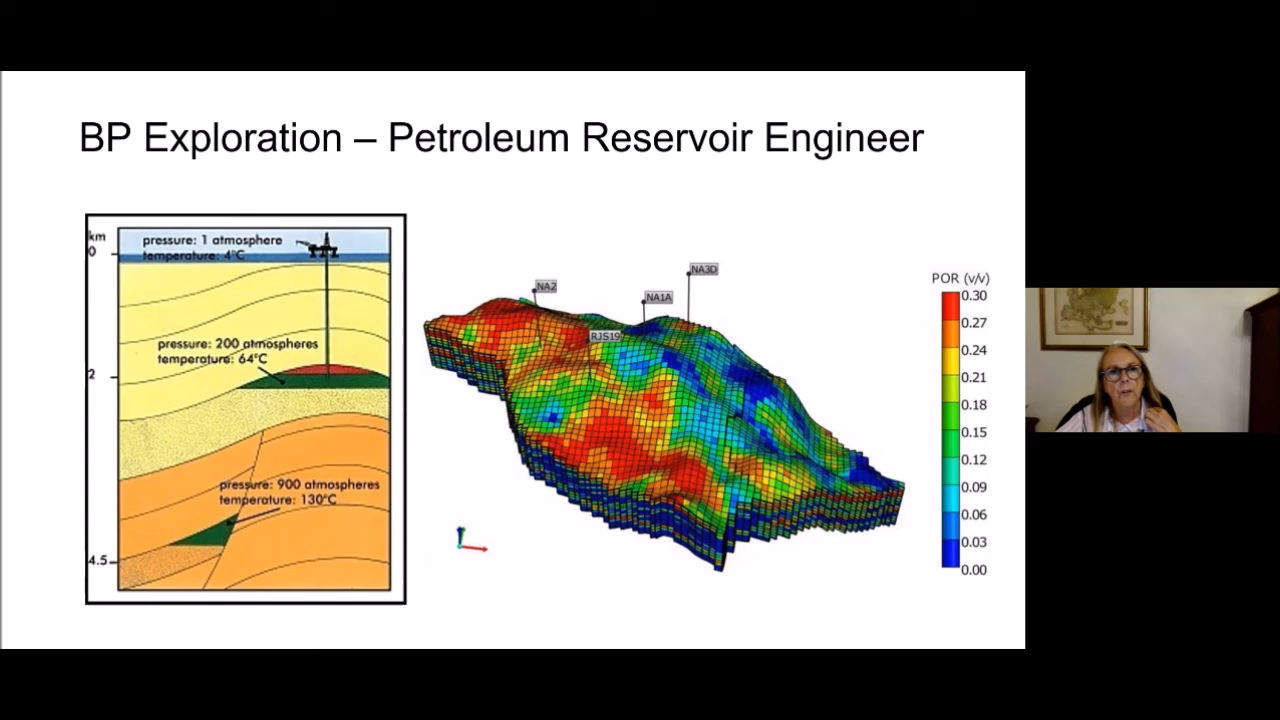 BP Exploration – Petroleum Reservoir Engineer
km
0
pressure: 1 atmosphere
temperature: 4°C
pressure: 200 atmospheres
temperature: 64°C
2
pressure: 900 atmospheres
temperature: 130°C
4.5
NA2
NA1A
NA3D
RJS19
POR (v/v)
0.30
0.27
0.24
0.21
0.18
0.15
0.12
0.09
0.06
0.03
0.00